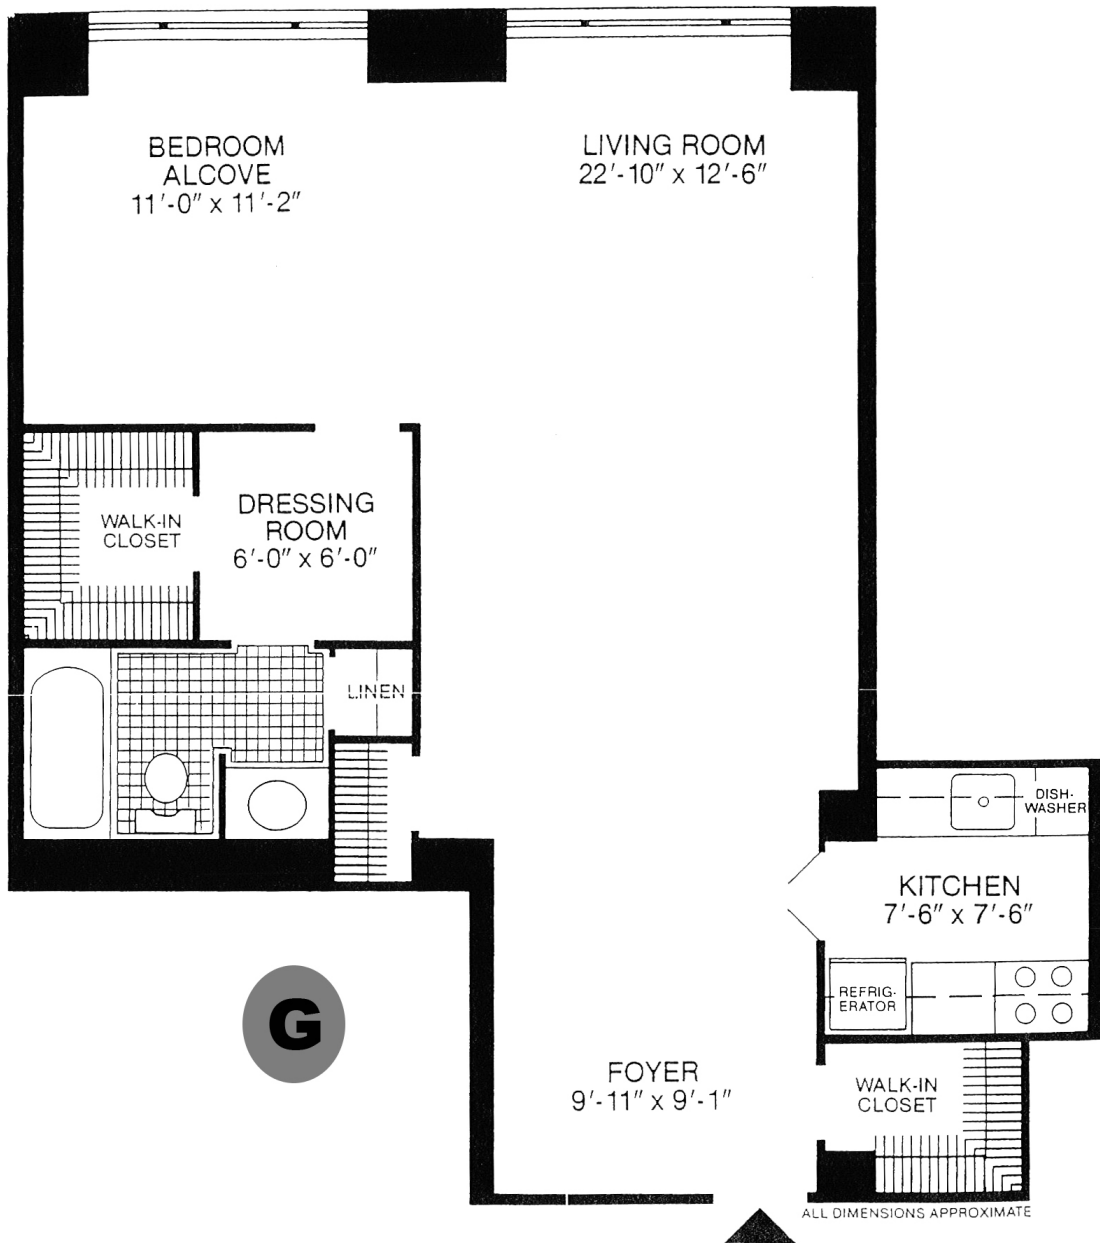 BEDROOM
ALCOVE
11'-0" x 11'-2"
LIVING ROOM
22'-10" x 12'-6"
WALK-IN
CLOSET
DRESSING
ROOM
6'-0" x 6'-0"
LINEN
DISH-
WASHER
KITCHEN
7'-6" x 7'-6"
REFRIG-
ERATOR
G
FOYER
9'-11" x 9'-1"
WALK-IN
CLOSET
ALL DIMENSIONS APPROXIMATE